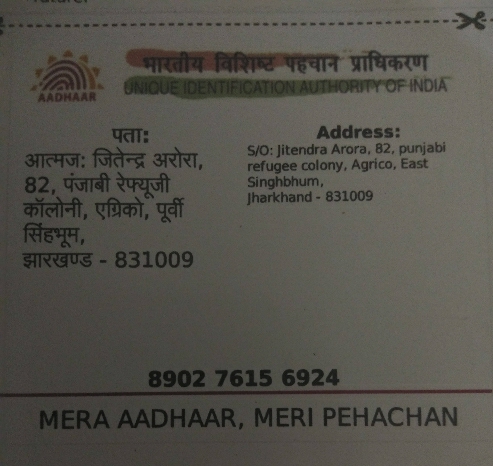 भारतीय विशिष्ट पहचान प्राधिकरण
UNIQUE IDENTIFICATION AUTHORITY OF INDIA
AADHAAR
पता:
आत्मज: जितेन्द्र अरोरा,
82, पंजाबी रेफ्यूजी
कॉलोनी, एग्रिको, पूर्वी
सिंहभूम,
झारखण्ड - 831009
Address:
S/O: Jitendra Arora, 82, punjabi
refugee colony, Agrico, East
Singhbhum,
Jharkhand - 831009
8902 7615 6924
MERA AADHAAR, MERI PEHACHAN